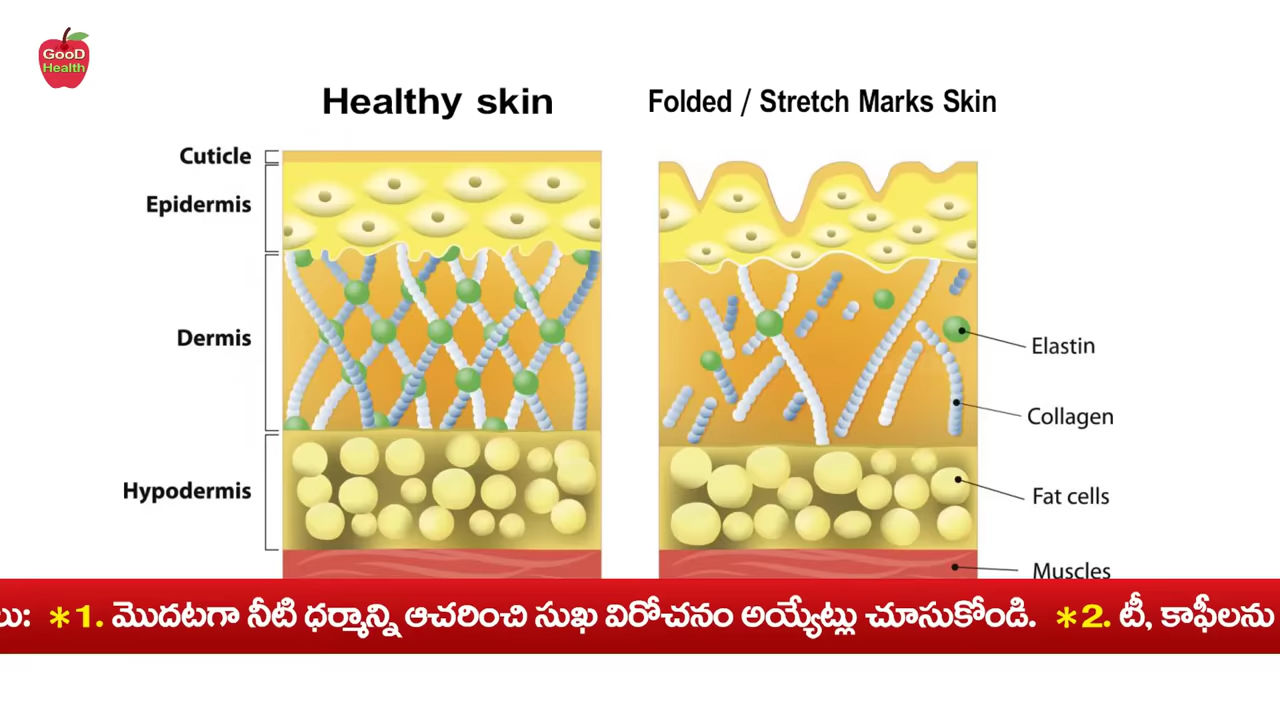 GooD
Health
Healthy skin
Folded / Stretch Marks Skin
Cuticle
Epidermis
Dermis
Hypodermis
Elastin
Collagen
Fat cells
Muscles
లు: *1. మొదటగా నీటి ధర్మాన్ని ఆచరించి సుఖ విరోచనం అయ్యేట్లు చూసుకోండి. *2. టీ, కాఫీలను